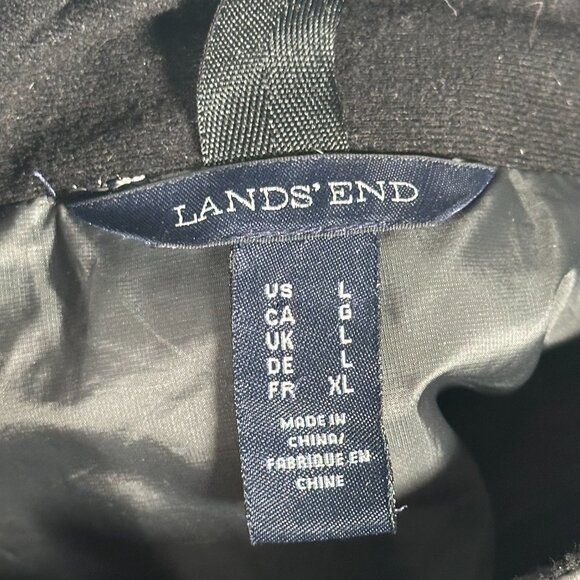 LANDS' END
US L
CA G
UK L
DE L
FR XL
MADE IN
CHINA/
FABRIQUE EN
CHINE